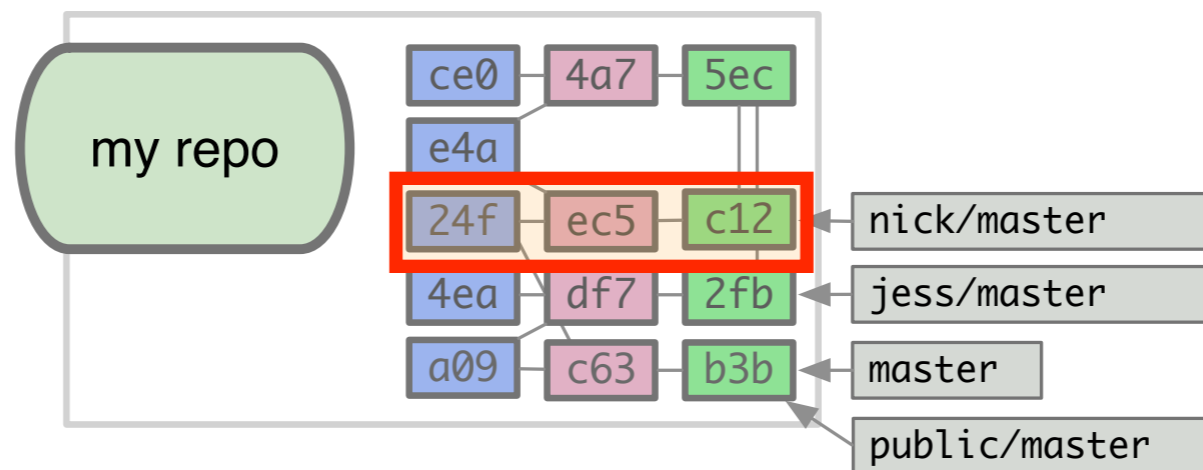 my repo
ce0 4a7 5ec
e4a
24f ec5 c12 nick/master
4ea df7 2fb jess/master
a09 c63 b3b master
public/master